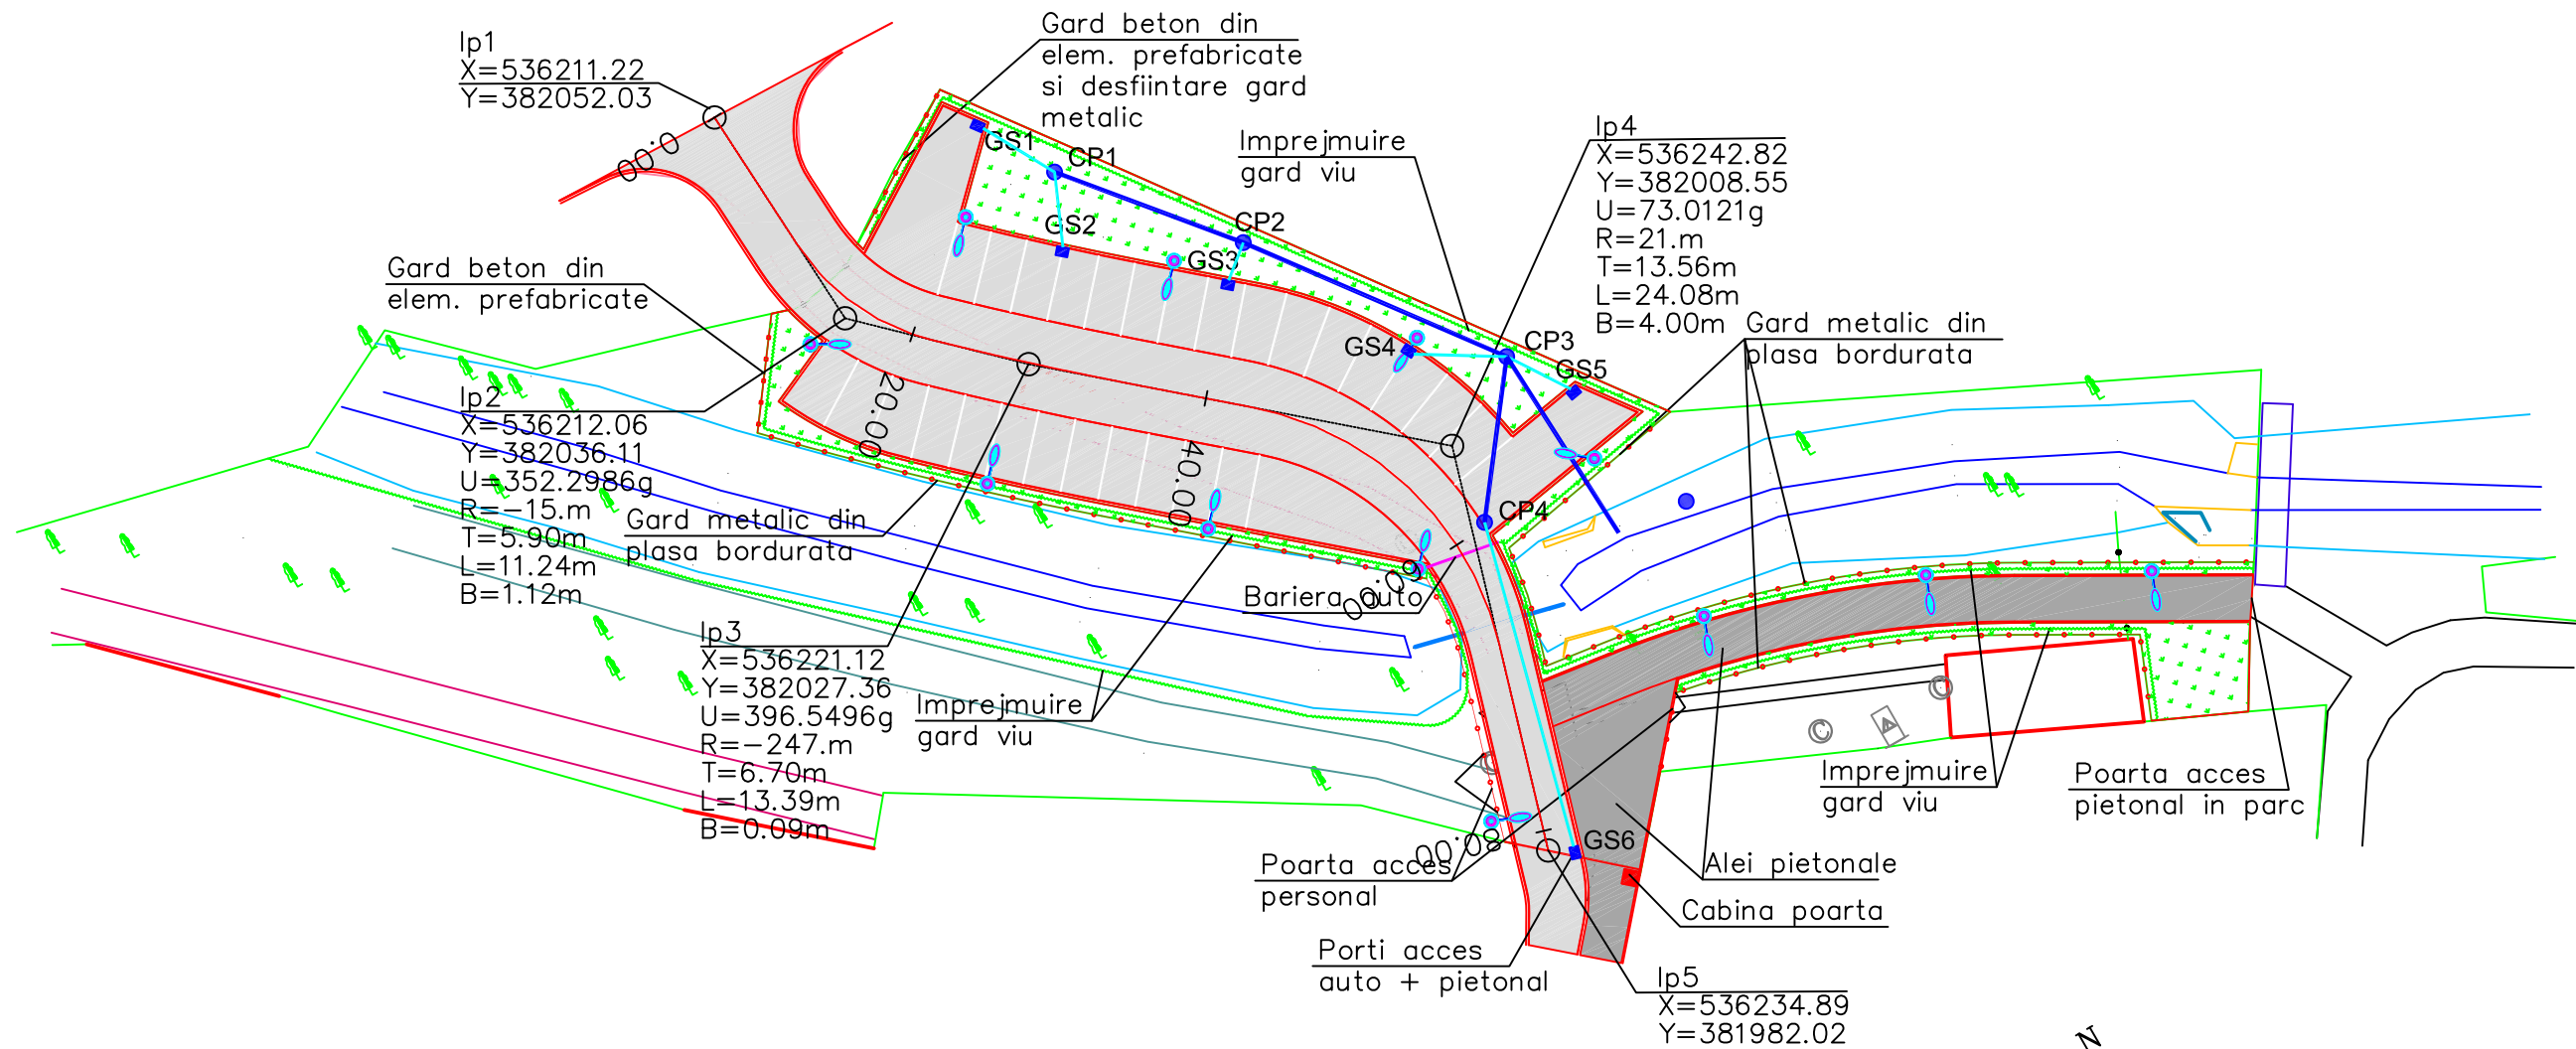 Ip1
X=536211.22
Y=382052.03
0.00
Gard beton din
elem. prefabricate
si desfiintare gard
metalic
Imprejmuire
gard viu
Ip4
X=536242.82
Y=382008.55
U=73.0121g
R=21.m
T=13.56m
L=24.08m
B=4.00m
GS1
CP1
GS2
CP2
GS3
GS4
CP3
GS5
CP4
Gard metalic din
plasa bordurata
Gard beton din
elem. prefabricate
Ip2
X=536212.06
Y=382036.11
U=352.2986g
R=-15.m
T=5.90m
L=11.24m
B=1.12m
20.00
40.00
60.00
Gard metalic din
plasa bordurata
Bariera auto
Ip3
X=536221.12
Y=382027.36
U=396.5496g
R=-247.m
T=6.70m
L=13.39m
B=0.09m
Imprejmuire
gard viu
Imprejmuire
gard viu
Poarta acces
pietonal in parc
C
C
C
80.00
GS6
Poarta acces
personal
Alei pietonale
Cabina poarta
Porti acces
auto + pietonal
Ip5
X=536234.89
Y=381982.02
N